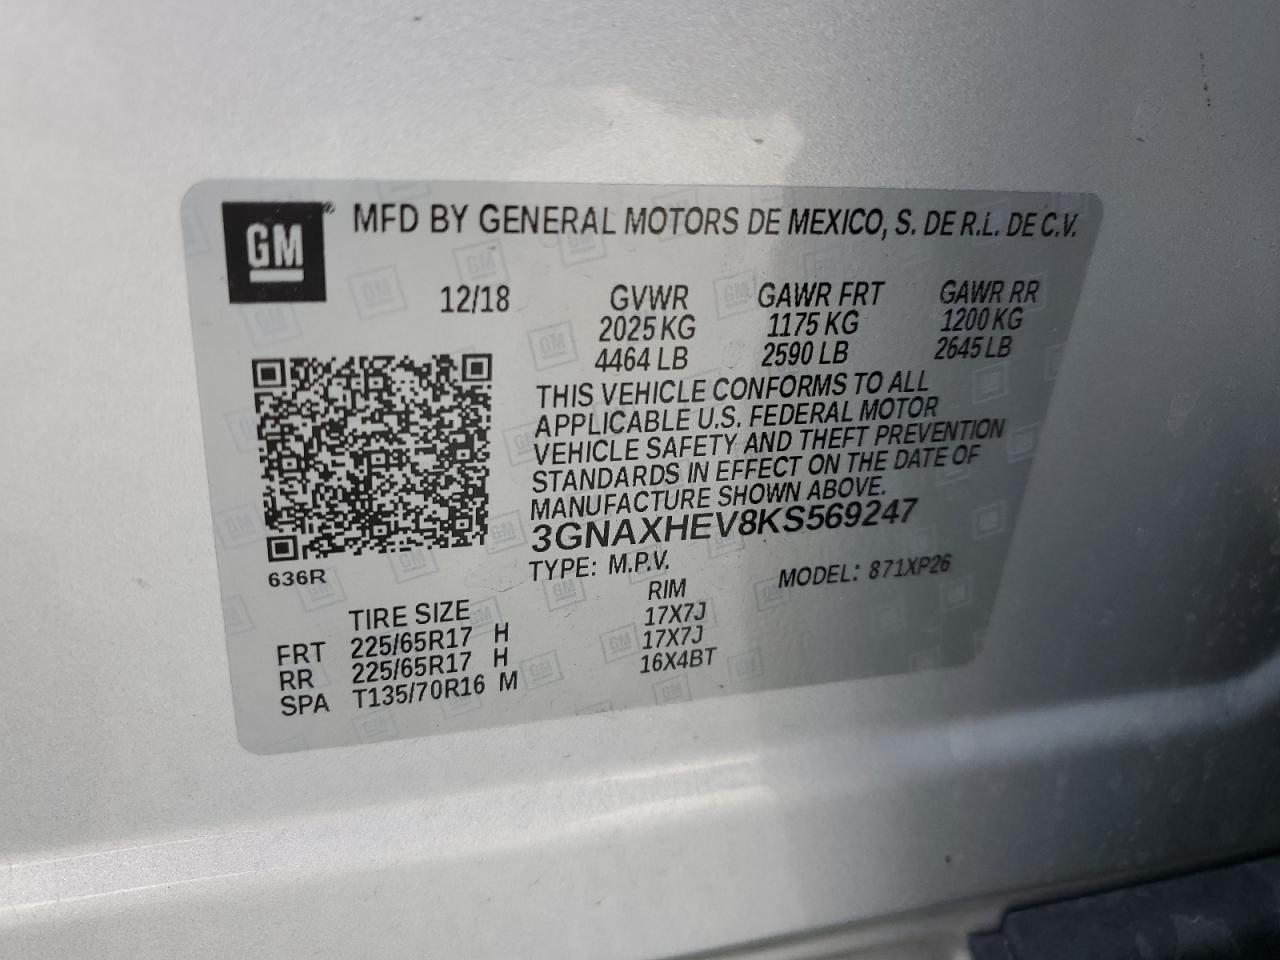 GM® MFD BY GENERAL MOTORS DE MEXICO, S. DE R.L. DE C.V.
12/18 GVWR GAWR FRT GAWR RR
2025 KG 1175 KG 1200 KG
4464 LB 2590 LB 2645 LB
THIS VEHICLE CONFORMS TO ALL
APPLICABLE U.S. FEDERAL MOTOR
VEHICLE SAFETY AND THEFT PREVENTION
STANDARDS IN EFFECT ON THE DATE OF
MANUFACTURE SHOWN ABOVE.
3GNAXHEV8KS569247
636R
TYPE: M.P.V. MODEL: 871XP26
TIRE SIZE RIM
FRT 225/65R17 H 17X7J
RR 225/65R17 H 17X7J
SPA T135/70R16 M 16X4BT